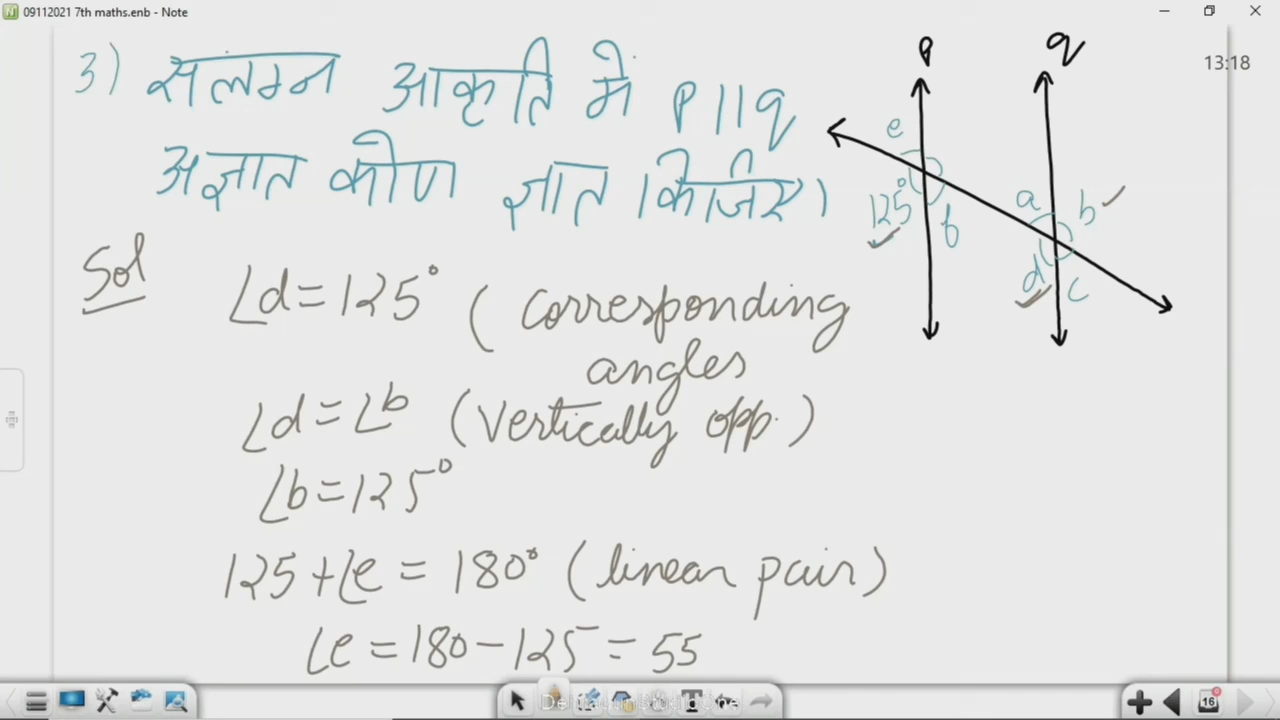 09112021 7th maths.enb - Note
13:18
3) सलंग्न आकृति मे P || q
अज्ञात कोण ज्ञात किजिए।
P
q
e
125°
f
a
b
d
c
Sol
∠d = 125° (corresponding
angles
∠d = ∠b (vertically opp.)
∠b = 125°
125 + ∠e = 180° (linear pair)
∠e = 180 - 125 = 55
16